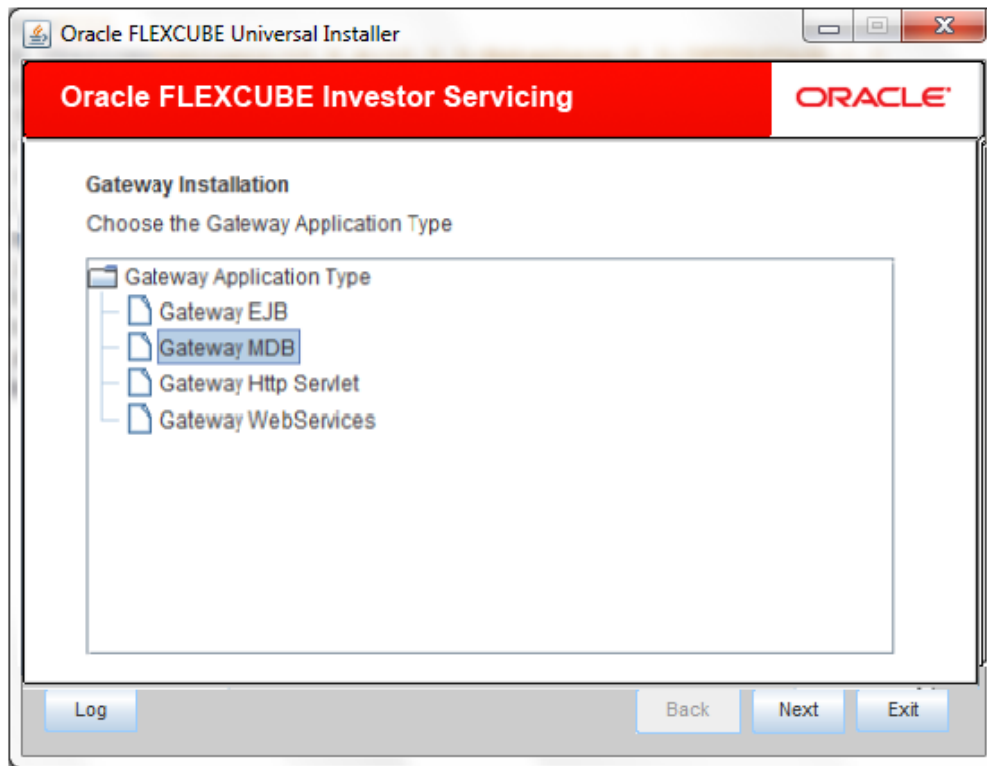 Oracle FLEXCUBE Universal Installer
Oracle FLEXCUBE Investor Servicing
ORACLE
Gateway Installation
Choose the Gateway Application Type
Gateway Application Type
Gateway EJB
Gateway MDB
Gateway Http Servlet
Gateway WebServices
Log Back Next Exit